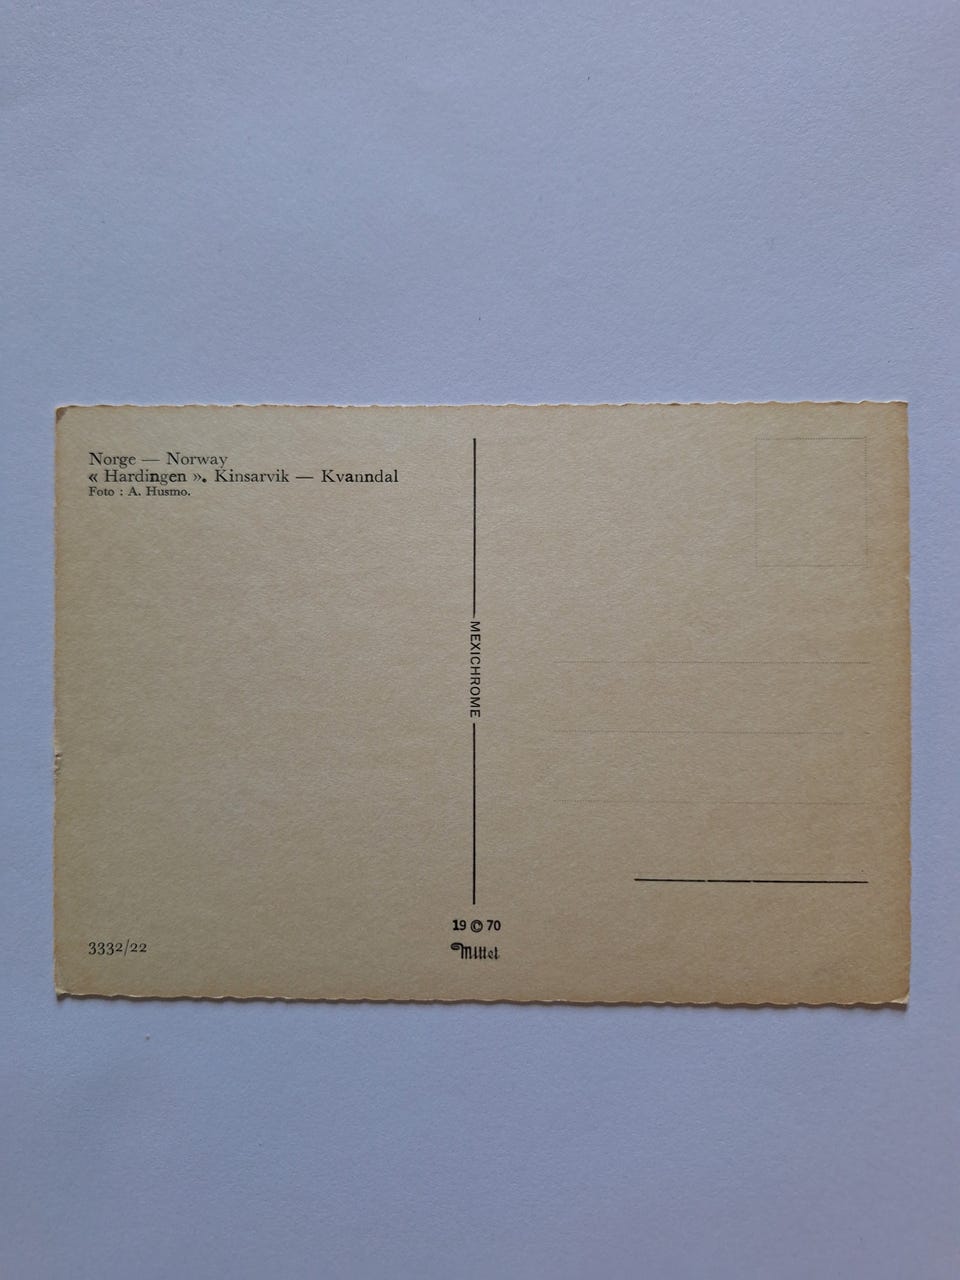 Norge — Norway
« Hardingen ». Kinsarvik — Kvanndal
Foto : A. Husmo.
MEXICHROME
3332/22
19 © 70
Mittet